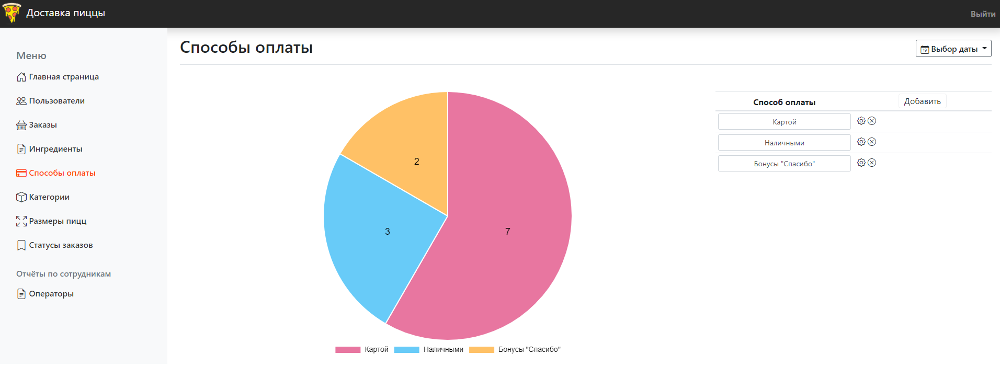 Доставка пиццы
Выйти
Меню
Главная страница
Пользователи
Заказы
Ингредиенты
Способы оплаты
Категории
Размеры пицц
Статусы заказов
Отчёты по сотрудникам
Операторы
Способы оплаты
19 Выбор даты
2
3
7
Картой Наличными Бонусы "Спасибо"
Способ оплаты Добавить
Картой
Наличными
Бонусы "Спасибо"